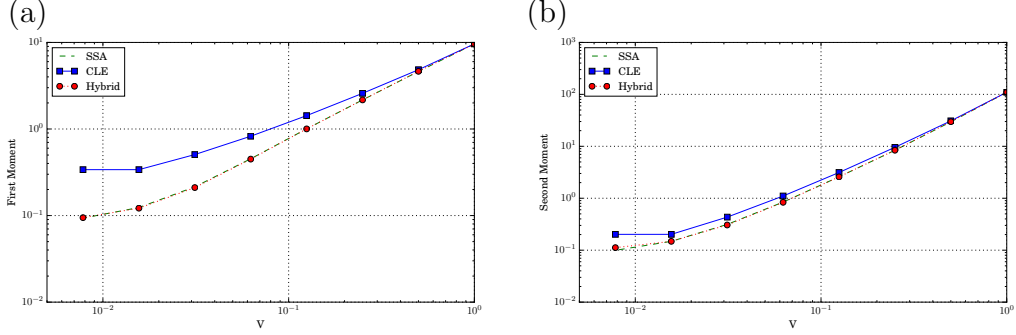 (a)
SSA
CLE
Hybrid
First Moment
10^1
10^0
10^-1
10^-2
10^-2
10^-1
10^0
V
(b)
SSA
CLE
Hybrid
Second Moment
10^3
10^2
10^1
10^0
10^-1
10^-2
10^-2
10^-1
10^0
V